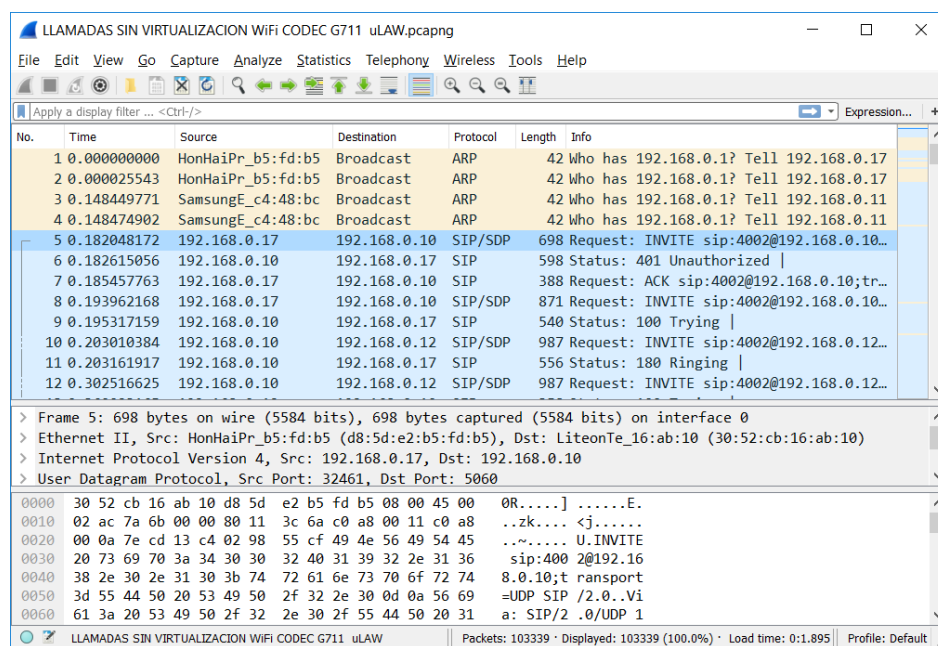 LLAMADAS SIN VIRTUALIZACION WiFi CODEC G711 uLAW.pcapng
File Edit View Go Capture Analyze Statistics Telephony Wireless Tools Help
Apply a display filter ... <Ctrl-/> Expression... +
No. Time Source Destination Protocol Length Info
1 0.000000000 HonHaiPr_b5:fd:b5 Broadcast ARP 42 Who has 192.168.0.1? Tell 192.168.0.17
2 0.000025543 HonHaiPr_b5:fd:b5 Broadcast ARP 42 Who has 192.168.0.1? Tell 192.168.0.17
3 0.148449771 SamsungE_c4:48:bc Broadcast ARP 42 Who has 192.168.0.1? Tell 192.168.0.11
4 0.148474902 SamsungE_c4:48:bc Broadcast ARP 42 Who has 192.168.0.1? Tell 192.168.0.11
5 0.182048172 192.168.0.17 192.168.0.10 SIP/SDP 698 Request: INVITE sip:4002@192.168.0.10…
6 0.182615056 192.168.0.10 192.168.0.17 SIP 598 Status: 401 Unauthorized |
7 0.185457763 192.168.0.17 192.168.0.10 SIP 388 Request: ACK sip:4002@192.168.0.10;tr…
8 0.193962168 192.168.0.17 192.168.0.10 SIP/SDP 871 Request: INVITE sip:4002@192.168.0.10…
9 0.195317159 192.168.0.10 192.168.0.17 SIP 540 Status: 100 Trying |
10 0.203010384 192.168.0.10 192.168.0.12 SIP/SDP 987 Request: INVITE sip:4002@192.168.0.12…
11 0.203161917 192.168.0.10 192.168.0.17 SIP 556 Status: 180 Ringing |
12 0.302516625 192.168.0.10 192.168.0.12 SIP/SDP 987 Request: INVITE sip:4002@192.168.0.12…
> Frame 5: 698 bytes on wire (5584 bits), 698 bytes captured (5584 bits) on interface 0
> Ethernet II, Src: HonHaiPr_b5:fd:b5 (d8:5d:e2:b5:fd:b5), Dst: LiteonTe_16:ab:10 (30:52:cb:16:ab:10)
> Internet Protocol Version 4, Src: 192.168.0.17, Dst: 192.168.0.10
> User Datagram Protocol, Src Port: 32461, Dst Port: 5060
0000 30 52 cb 16 ab 10 d8 5d e2 b5 fd b5 08 00 45 00 0R.....] ......E.
0010 02 ac 7a 6b 00 00 80 11 3c 6a c0 a8 00 11 c0 a8 ..zk.... <j......
0020 00 0a 7e cd 13 c4 02 98 55 cf 49 4e 56 49 54 45 ..~..... U.INVITE
0030 20 73 69 70 3a 34 30 30 32 40 31 39 32 2e 31 36 sip:400 2@192.16
0040 38 2e 30 2e 31 30 3b 74 72 61 6e 73 70 6f 72 74 8.0.10;t ransport
0050 3d 55 44 50 20 53 49 50 2f 32 2e 30 0d 0a 56 69 =UDP SIP /2.0..Vi
0060 61 3a 20 53 49 50 2f 32 2e 30 2f 55 44 50 20 31 a: SIP/2 .0/UDP 1
LLAMADAS SIN VIRTUALIZACION WiFi CODEC G711 uLAW Packets: 103339 · Displayed: 103339 (100.0%) · Load time: 0:1.895 Profile: Default